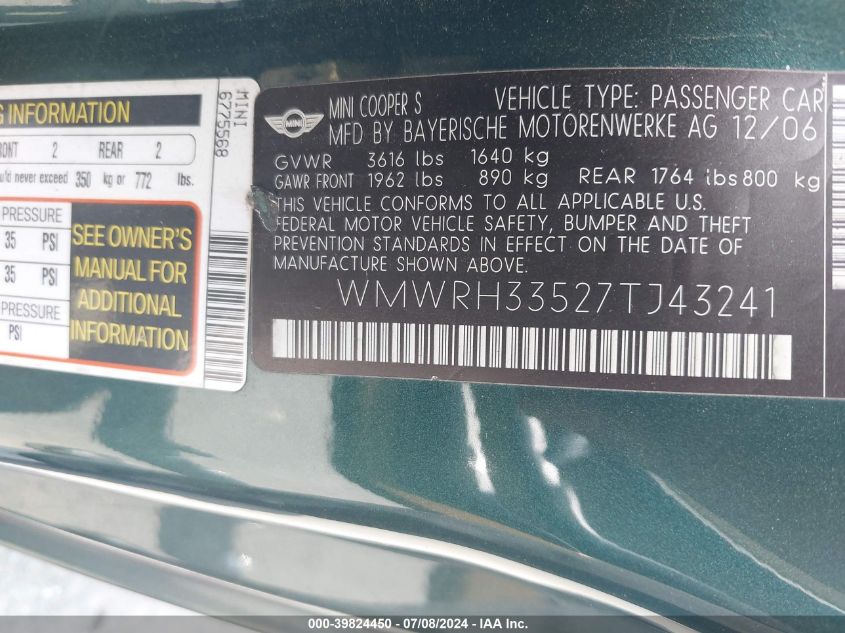 G INFORMATION
RONT 2 REAR 2
uld never exceed 350 kg or 772 lbs.
PRESSURE
35 PSI
35 PSI
PSI
SEE OWNER'S
MANUAL FOR
ADDITIONAL
INFORMATION
MINI
6775568
MINI
MINI COOPER S VEHICLE TYPE: PASSENGER CAR
MFD BY BAYERISCHE MOTORENWERKE AG 12/06
GVWR 3616 lbs 1640 kg
GAWR FRONT 1962 lbs 890 kg REAR 1764 lbs 800 kg
THIS VEHICLE CONFORMS TO ALL APPLICABLE U.S.
FEDERAL MOTOR VEHICLE SAFETY, BUMPER AND THEFT
PREVENTION STANDARDS IN EFFECT ON THE DATE OF
MANUFACTURE SHOWN ABOVE.
WMWRH33527TJ43241
000-39824450 - 07/08/2024 - IAA Inc.